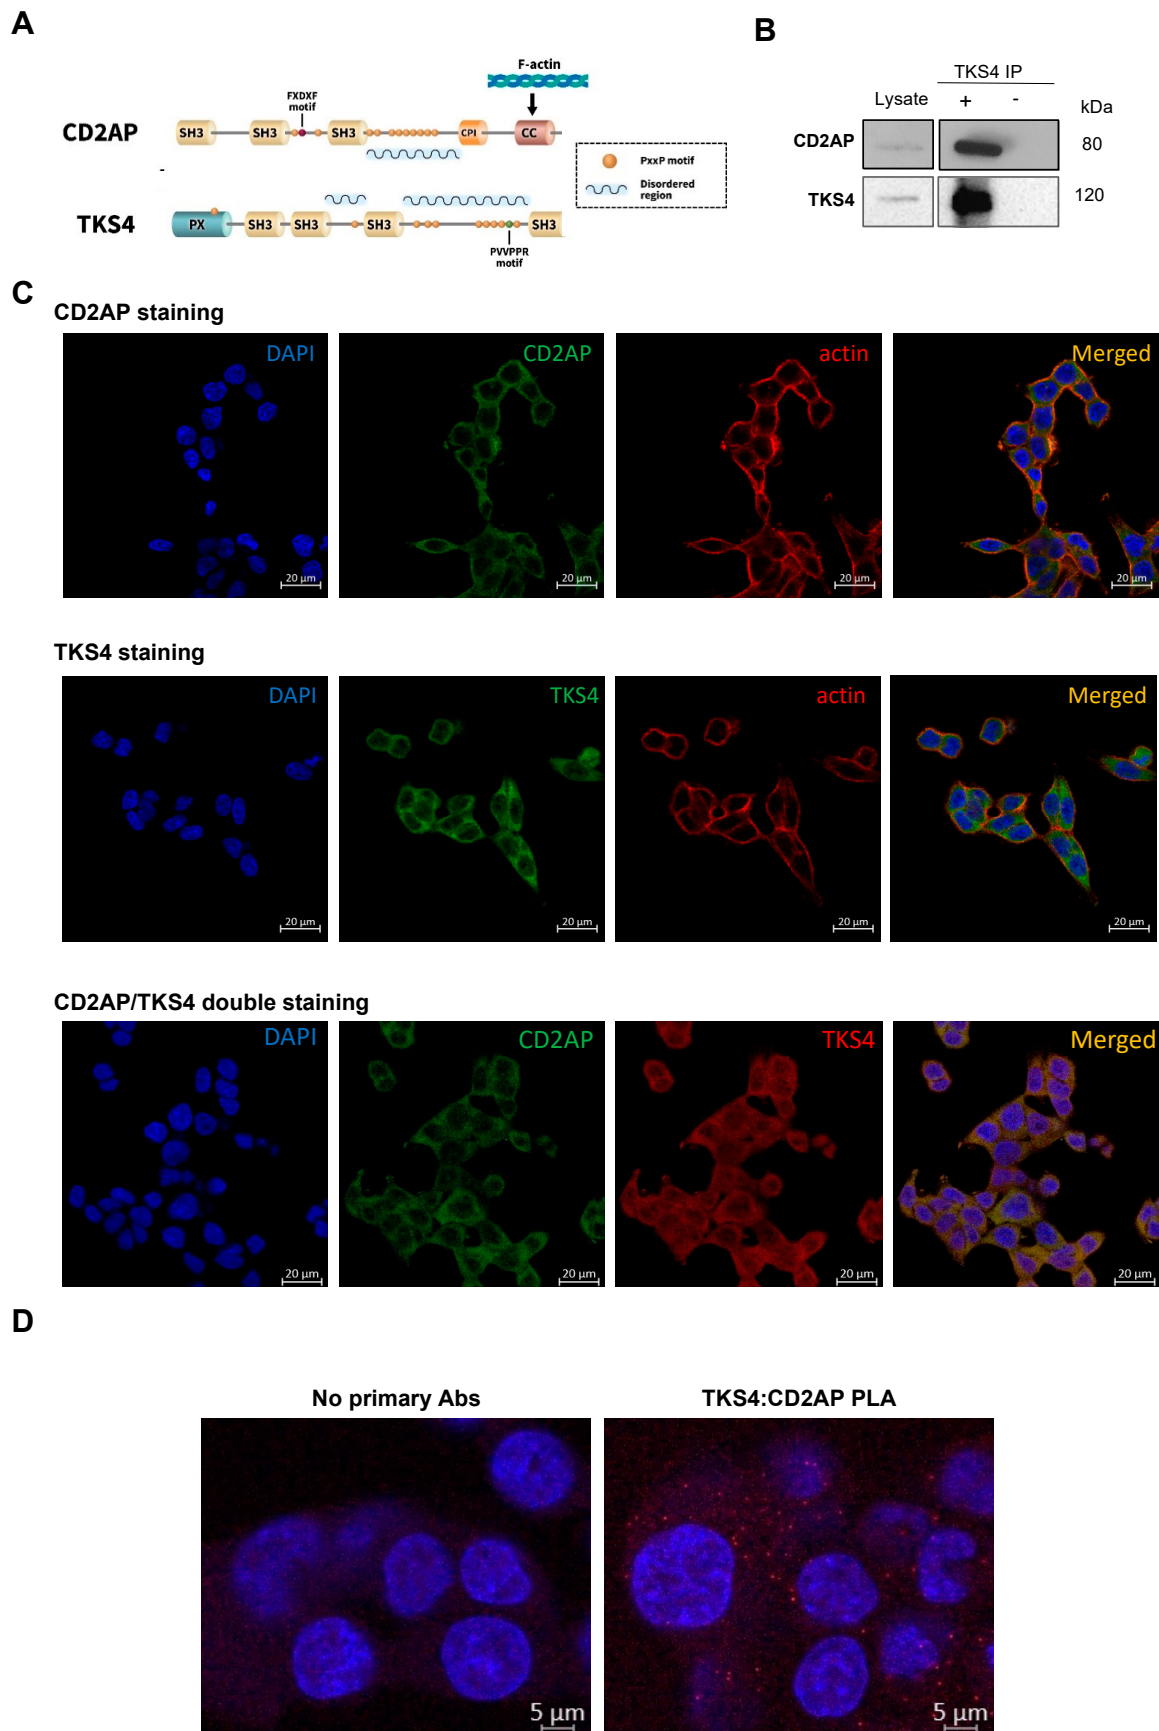 A
F-actin
FXDXF
motif
CD2AP
SH3
SH3
SH3
CPI
CC
PxxP motif
Disordered
region
TKS4
PX
SH3
SH3
SH3
SH3
PVVPPR
motif
B
TKS4 IP
Lysate
+
-
kDa
CD2AP
80
TKS4
120
C
CD2AP staining
DAPI
CD2AP
actin
Merged
20 µm
20 µm
20 µm
20 µm
TKS4 staining
DAPI
TKS4
actin
Merged
20 µm
20 µm
20 µm
20 µm
CD2AP/TKS4 double staining
DAPI
CD2AP
TKS4
Merged
20 µm
20 µm
20 µm
20 µm
D
No primary Abs
TKS4:CD2AP PLA
5 µm
5 µm